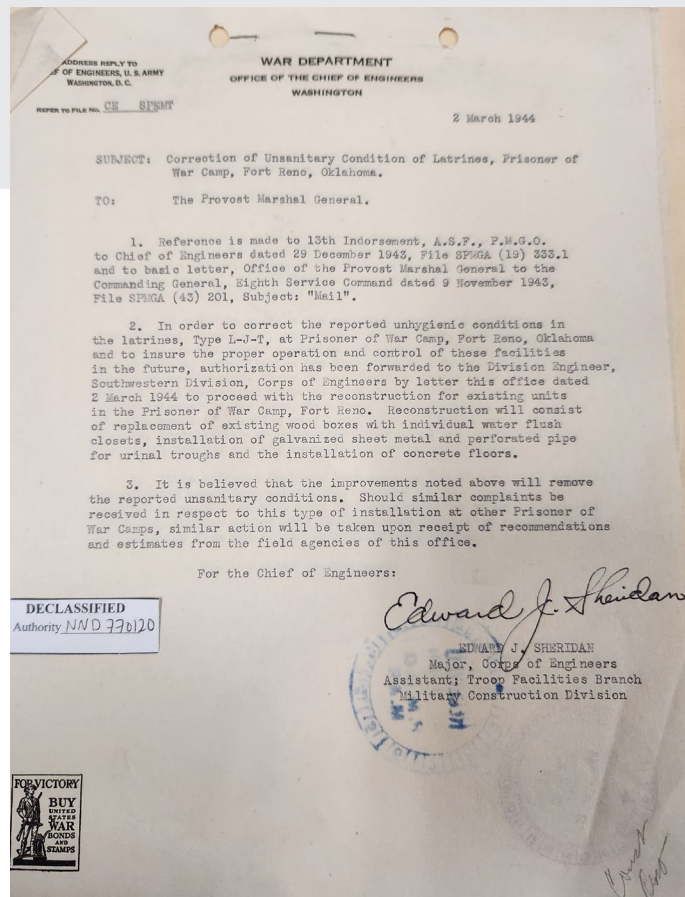 ADDRESS REPLY TO
OF ENGINEERS, U. S. ARMY
WASHINGTON, D. C.
REFER TO FILE NO. CE SPEMT
WAR DEPARTMENT
OFFICE OF THE CHIEF OF ENGINEERS
WASHINGTON
2 March 1944
SUBJECT: Correction of Unsanitary Condition of Latrines, Prisoner of
War Camp, Fort Reno, Oklahoma.
TO: The Provost Marshal General.
1. Reference is made to 13th Indorsement, A.S.F., P.M.G.O.
to Chief of Engineers dated 29 December 1943, File SPMGA (19) 333.1
and to basic letter, Office of the Provost Marshal General to the
Commanding General, Eighth Service Command dated 9 November 1943,
File SPMGA (43) 201, Subject: "Mail".
2. In order to correct the reported unhygienic conditions in
the latrines, Type L-J-T, at Prisoner of War Camp, Fort Reno, Oklahoma
and to insure the proper operation and control of these facilities
in the future, authorization has been forwarded to the Division Engineer,
Southwestern Division, Corps of Engineers by letter this office dated
2 March 1944 to proceed with the reconstruction for existing units
in the Prisoner of War Camp, Fort Reno. Reconstruction will consist
of replacement of existing wood boxes with individual water flush
closets, installation of galvanized sheet metal and perforated pipe
for urinal troughs and the installation of concrete floors.
3. It is believed that the improvements noted above will remove
the reported unsanitary conditions. Should similar complaints be
received in respect to this type of installation at other Prisoner of
War Camps, similar action will be taken upon receipt of recommendations
and estimates from the field agencies of this office.
For the Chief of Engineers:
Edward J. Sheridan
EDWARD J. SHERIDAN
Major, Corps of Engineers
Assistant; Troop Facilities Branch
Military Construction Division
DECLASSIFIED
Authority NND 770120
FOR VICTORY
BUY
UNITED
STATES
WAR
BONDS
AND
STAMPS